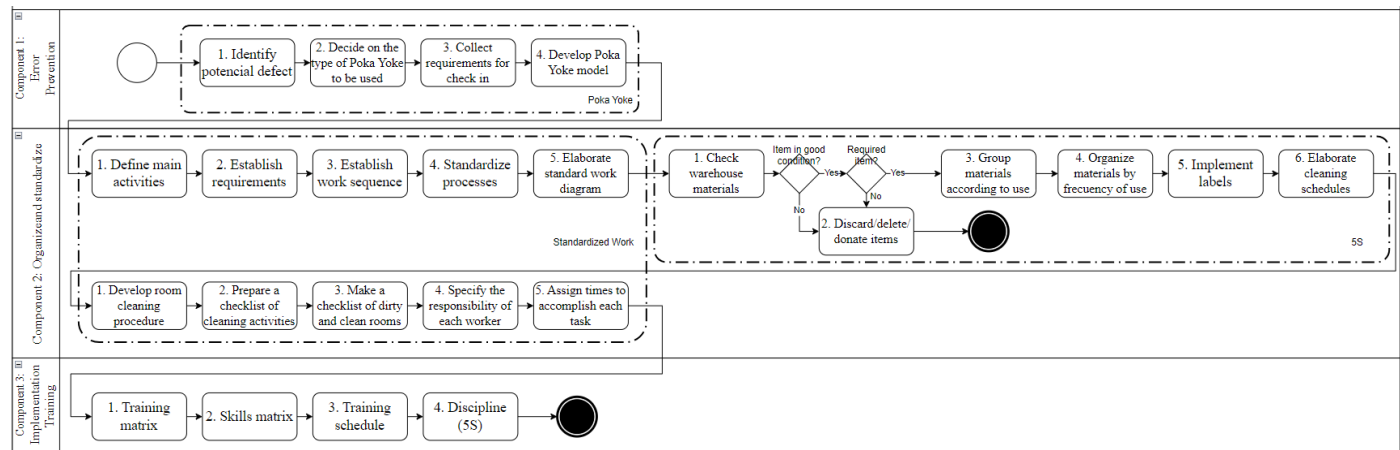 Component 1:
Error
Prevention
1. Identify
potencial defect
2. Decide on the
type of Poka Yoke
to be used
3. Collect
requirements for
check in
4. Develop Poka
Yoke model
Poka Yoke
Component 2: Organizeand standardize
1. Define main
activities
2. Establish
requirements
3. Establish
work sequence
4. Standardize
processes
5. Elaborate
standard work
diagram
Standardized Work
1. Check
warehouse
materials
Item in good
condition?
Yes
No
Required
item?
Yes
No
2. Discard/delete/
donate items
3. Group
materials
according to use
4. Organize
materials by
frecuency of use
5. Implement
labels
6. Elaborate
cleaning
schedules
5S
1. Develop room
cleaning
procedure
2. Prepare a
checklist of
cleaning activities
3. Make a
checklist of dirty
and clean rooms
4. Specify the
responsibility of
each worker
5. Assign times to
accomplish each
task
Component 3:
Implementation
Training
1. Training
matrix
2. Skills matrix
3. Training
schedule
4. Discipline
(5S)